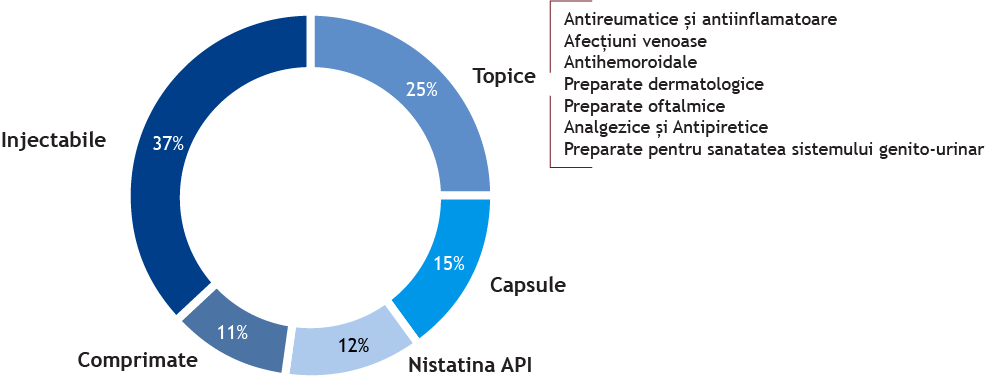 Antireumatice și antiinflamatoare
Afecțiuni venoase
Antihemoroidale
Topice
Preparate dermatologice
25%
Preparate oftalmice
Analgezice și Antipiretice
Injectabile
37%
Preparate pentru sanatatea sistemului genito-urinar
15%
Capsule
11%
12%
Comprimate
Nistatina API